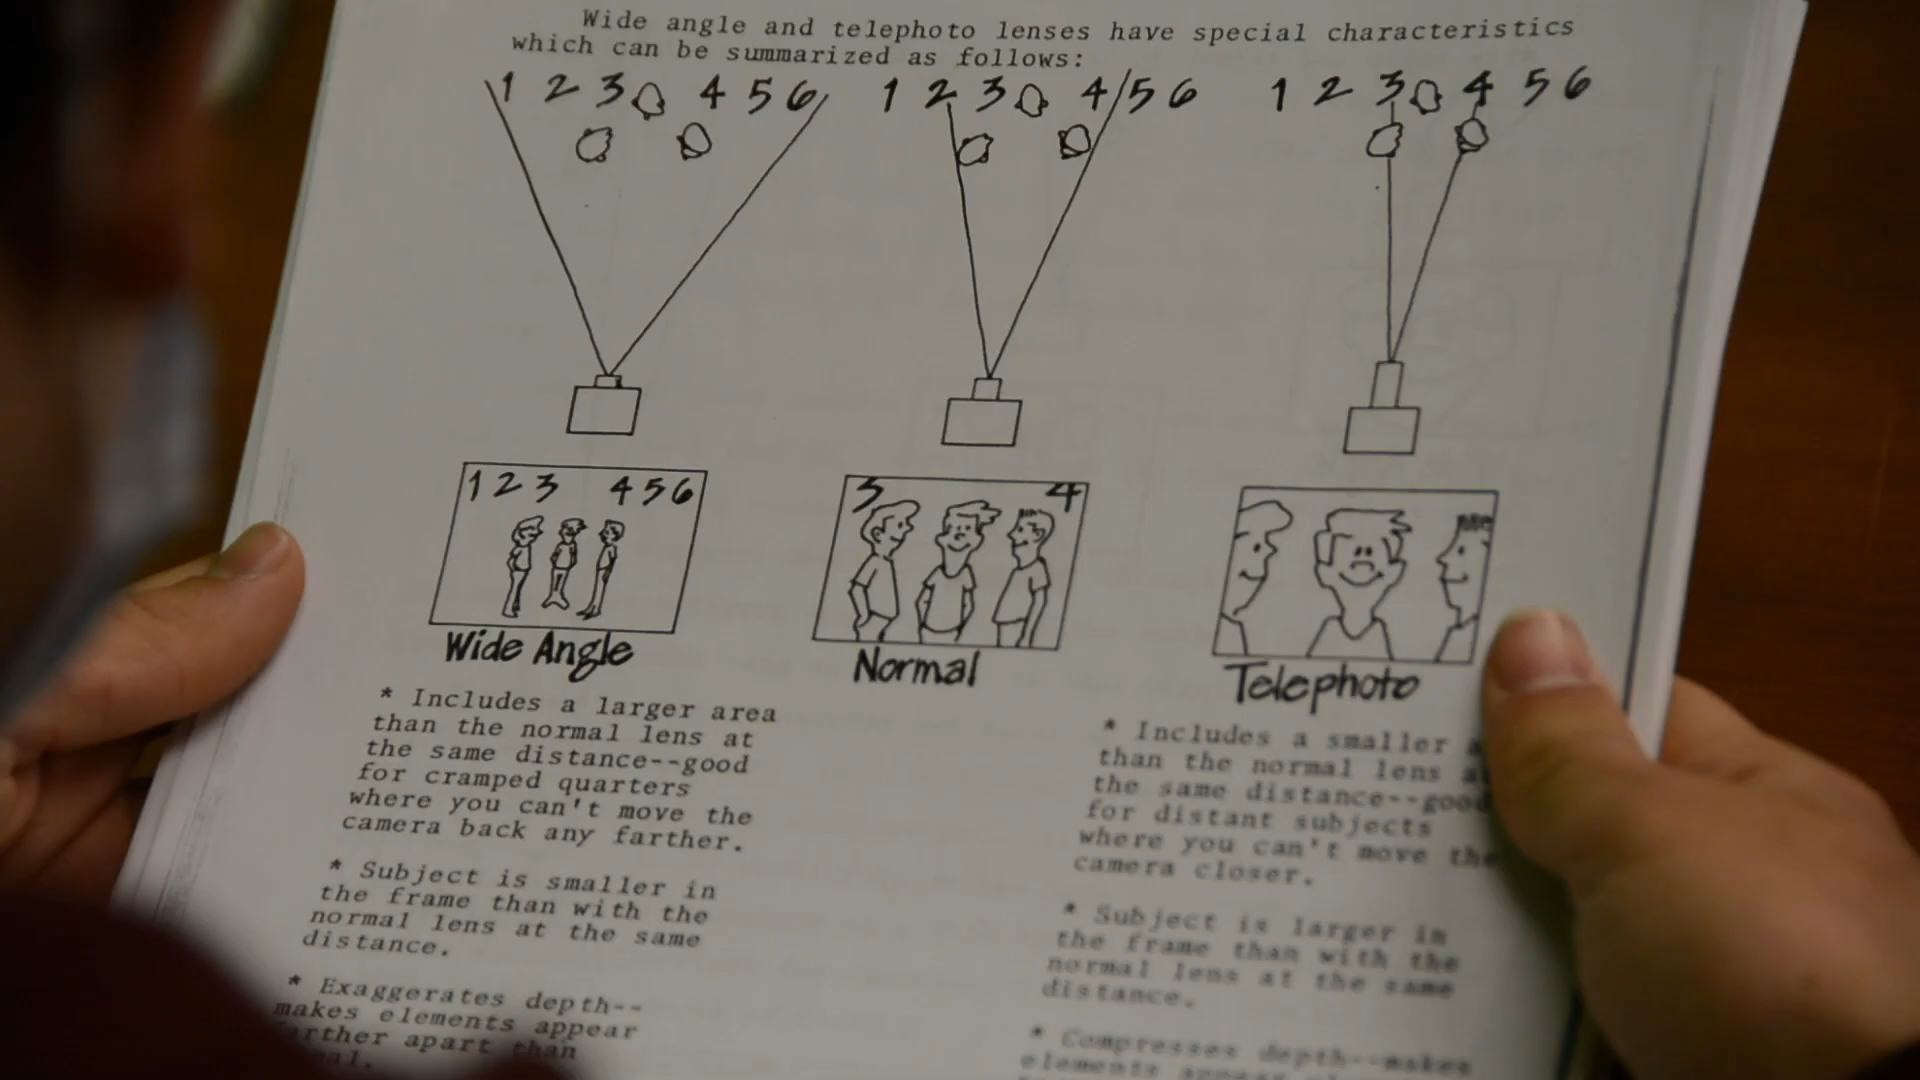 Wide angle and telephoto lenses have special characteristics
which can be summarized as follows:
1 2 3 4 5 6
1 2 3 4 5 6
1 2 3 4 5 6
1 2 3 4 5 6
3 4
Wide Angle
Normal
Telephoto
* Includes a larger area
than the normal lens at
the same distance--good
for cramped quarters
where you can't move the
camera back any farther.
* Subject is smaller in
the frame than with the
normal lens at the same
distance.
* Exaggerates depth--
makes elements appear
farther apart than
* Includes a smaller
than the normal lens
the same distance--good
for distant subjects
where you can't move the
camera closer.
* Subject is larger in
the frame than with the
normal lens at the same
distance.
* Compresses depth--makes
elements appear